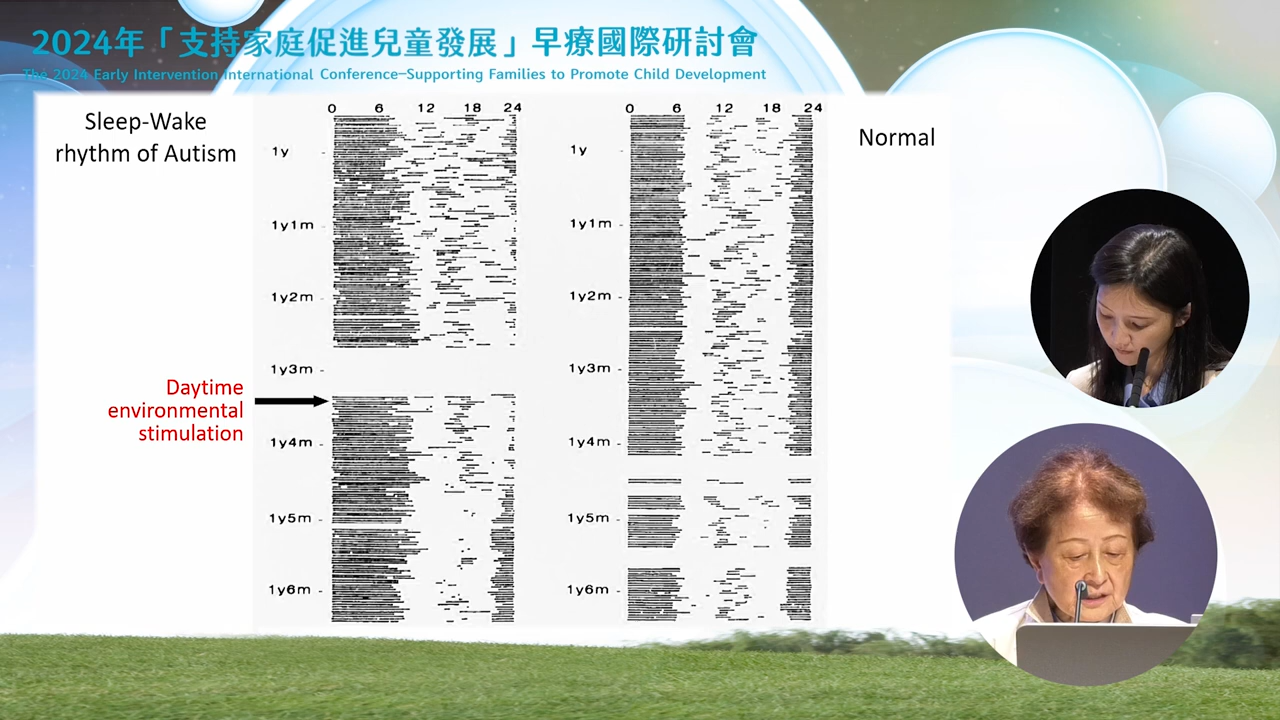 2024年「支持家庭促進兒童發展」早療國際研討會
The 2024 Early Intervention International Conference–Supporting Families to Promote Child Development
Sleep-Wake
rhythm of Autism
0 6 12 18 24
1y
1y1m
1y2m
1y3m
1y4m
1y5m
1y6m
Daytime
environmental
stimulation
0 6 12 18 24
1y
1y1m
1y2m
1y3m
1y4m
1y5m
1y6m
Normal